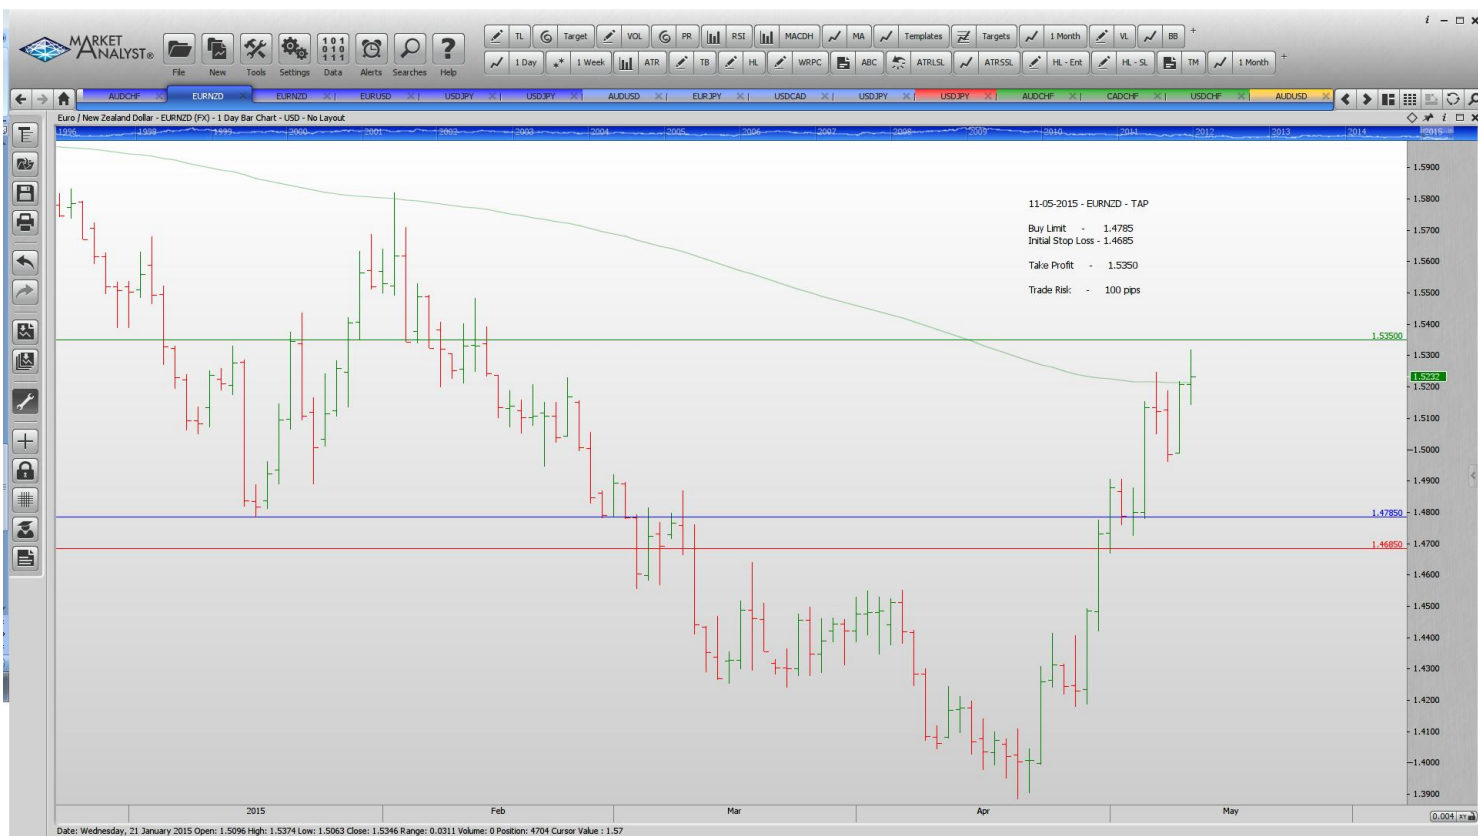 MARKET
ANALYST®
File
New
Tools
Settings
Data
Alerts
Searches
Help
TL
Target
VOL
PR
RSI
MACDH
MA
Templates
Targets
1 Month
VL
BB
+
1 Day
1 Week
ATR
TB
HL
WRPC
ABC
ATRLSL
ATRSSL
HL - Ent
HL - SL
TM
1 Month
+
AUDCHF
EURNZD
EURNZD
EURUSD
USDJPY
USDJPY
AUDUSD
EURJPY
USDCAD
USDJPY
USDJPY
AUDCHF
CADCHF
USDCHF
AUDUSD
Euro / New Zealand Dollar - EURNZD (FX) - 1 Day Bar Chart - USD - No Layout
1996 1998 1999 2000 2001 2002 2003 2004 2005 2006 2007 2008 2009 2010 2011 2012 2013 2014 2015
11-05-2015 - EURNZD - TAP
Buy Limit - 1.4785
Initial Stop Loss - 1.4685
Take Profit - 1.5350
Trade Risk - 100 pips
1.53500
1.47850
1.46850
1.5900
1.5800
1.5700
1.5600
1.5500
1.5400
1.5300
1.5232
1.5200
1.5100
1.5000
1.4900
1.4800
1.4700
1.4600
1.4500
1.4400
1.4300
1.4200
1.4100
1.4000
1.3900
2015 Feb Mar Apr May
0.004 XY
Date: Wednesday, 21 January 2015 Open: 1.5096 High: 1.5374 Low: 1.5063 Close: 1.5346 Range: 0.0311 Volume: 0 Position: 4704 Cursor Value : 1.57